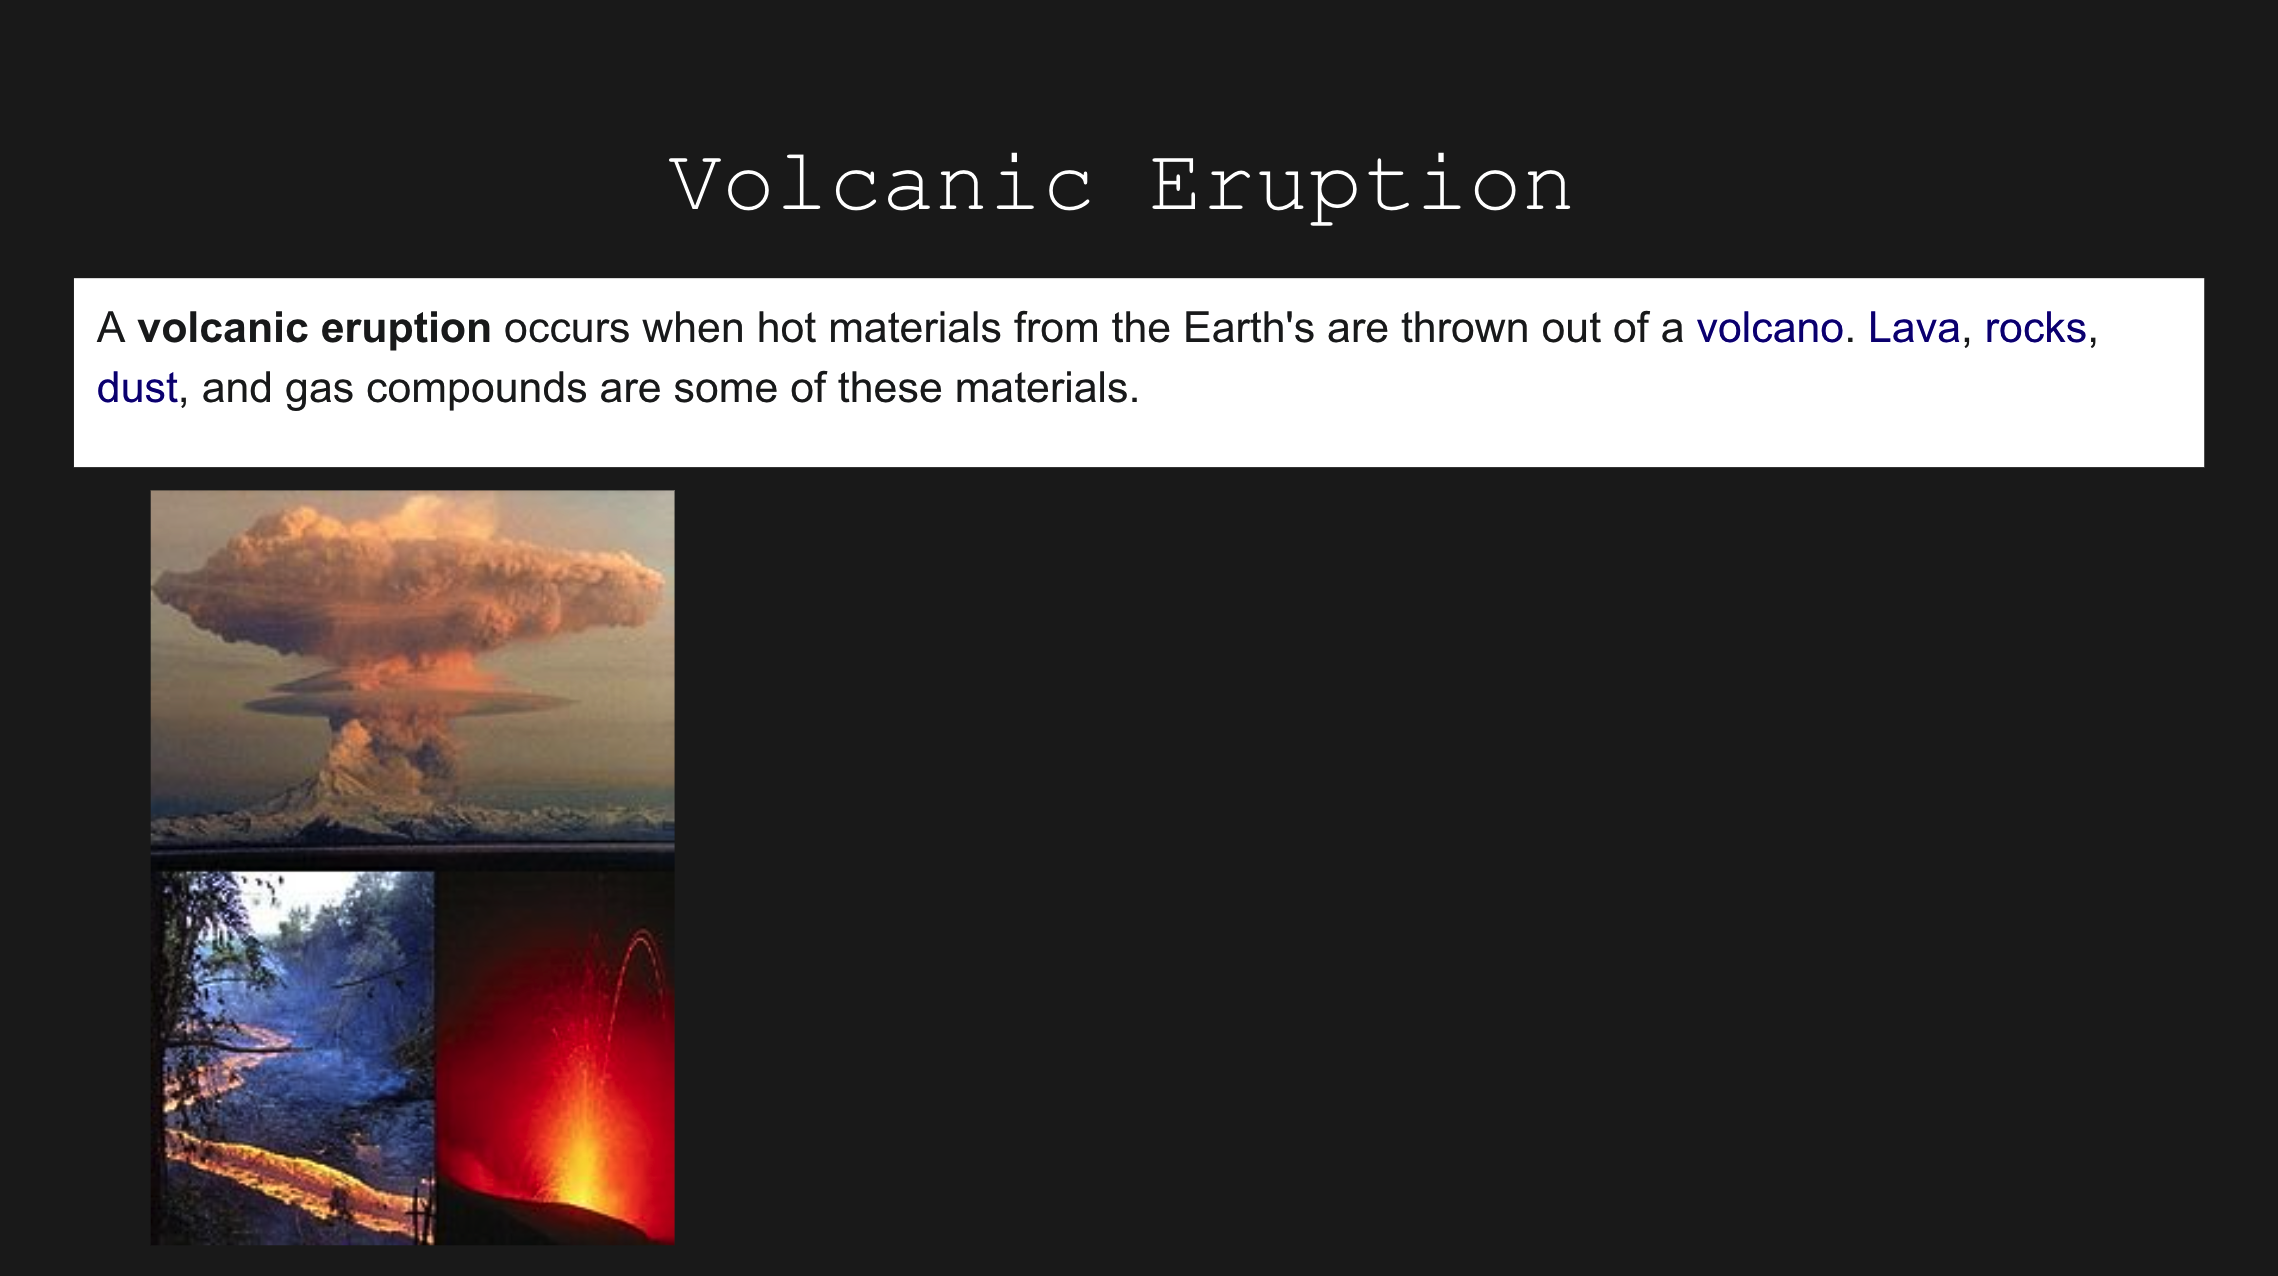 Volcanic Eruption
A volcanic eruption occurs when hot materials from the Earth's are thrown out of a volcano. Lava, rocks,
dust, and gas compounds are some of these materials.